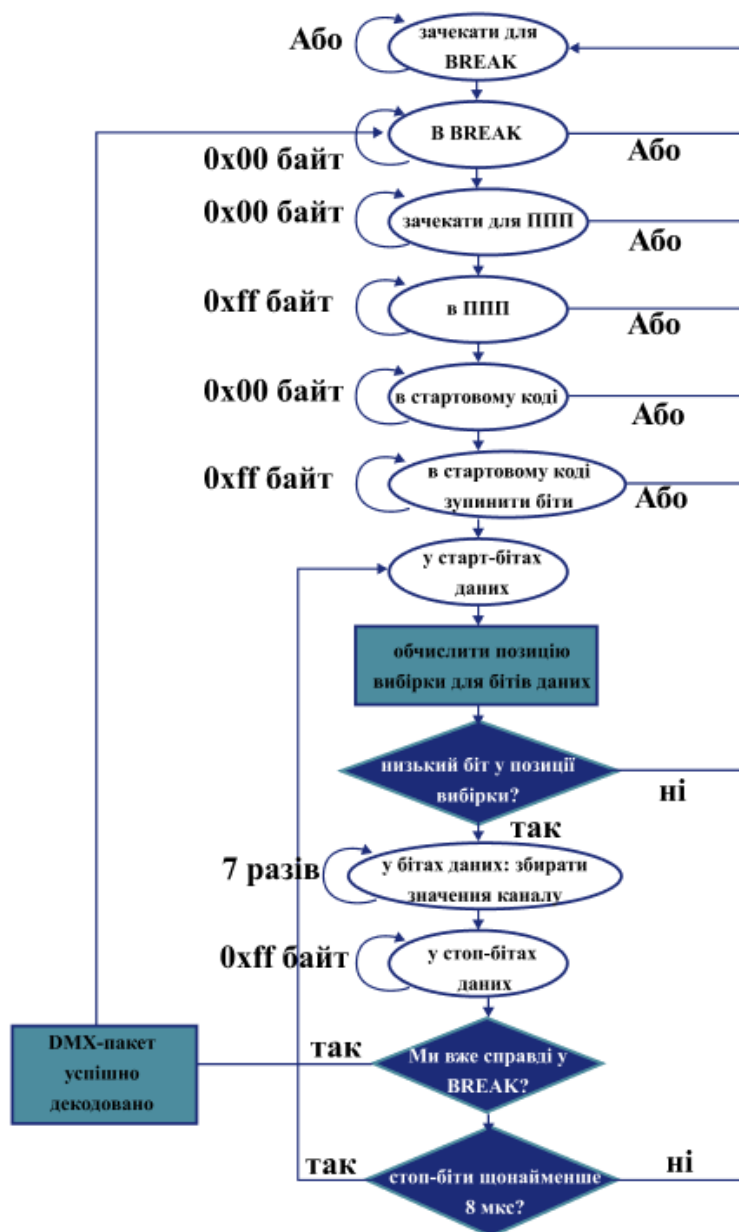 Або
зачекати для
BREAK
В BREAK
0x00 байт
Або
0x00 байт
зачекати для ППП
Або
0xff байт
в ППП
Або
0x00 байт
в стартовому коді
Або
0xff байт
в стартовому коді
зупинити біти
Або
у старт-бітах
даних
обчислити позицію
вибірки для бітів даних
низький біт у позиції
вибірки?
ні
так
7 разів
у бітах даних: збирати
значення каналу
0xff байт
у стоп-бітах
даних
DMX-пакет
успішно
декодовано
так
Ми вже справді у
BREAK?
так
стоп-біти щонайменше
8 мкс?
ні